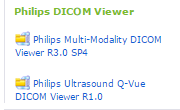 Philips DICOM Viewer
Philips Multi-Modality DICOM
Viewer R3.0 SP4
Philips Ultrasound Q-Vue
DICOM Viewer R1.0